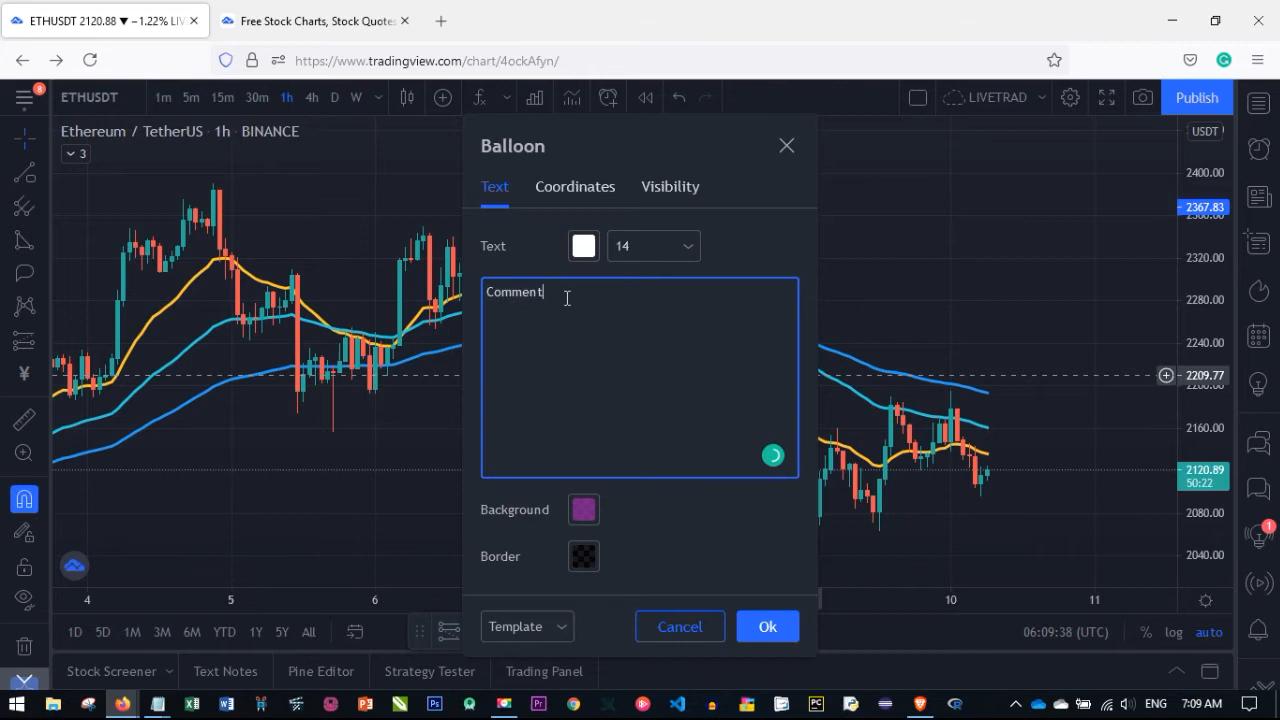 ETHUSDT 2120.88 ▼ −1.22% LIV
Free Stock Charts, Stock Quotes
https://www.tradingview.com/chart/4ockAfyn/
8
ETHUSDT
1m 5m 15m 30m 1h 4h D W
LIVETRAD
Publish
Ethereum / TetherUS · 1h · BINANCE
USDT
3
Balloon
Text Coordinates Visibility
Text
14
Comment
Background
Border
Template
Cancel
Ok
2400.00
2367.83
2320.00
2280.00
2240.00
2209.77
2160.00
2120.89
50:22
2080.00
2040.00
1
4 5 6 10 11
1D 5D 1M 3M 6M YTD 1Y 5Y All
06:09:38 (UTC) % log auto
Stock Screener Text Notes Pine Editor Strategy Tester Trading Panel
ENG 7:09 AM